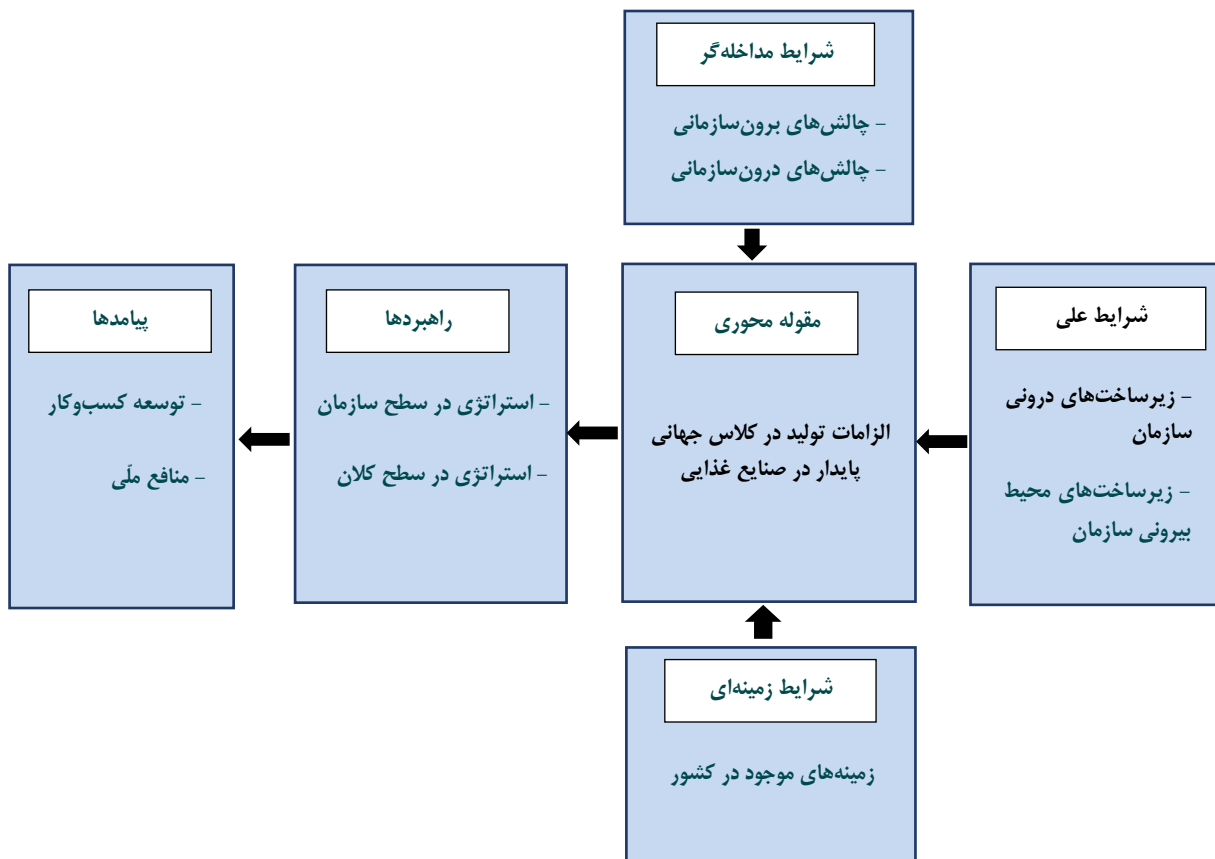 شرایط مداخله‌گر
- چالش‌های برون‌سازمانی
- چالش‌های درون‌سازمانی
شرایط علی
- زیرساخت‌های درونی
سازمان
- زیرساخت‌های محیط
بیرونی سازمان
مقوله محوری
الزامات تولید در کلاس جهانی
پایدار در صنایع غذایی
راهبردها
- استراتژی در سطح سازمان
- استراتژی در سطح کلان
پیامدها
- توسعه کسب‌وکار
- منافع ملّی
شرایط زمینه‌ای
زمینه‌های موجود در کشور